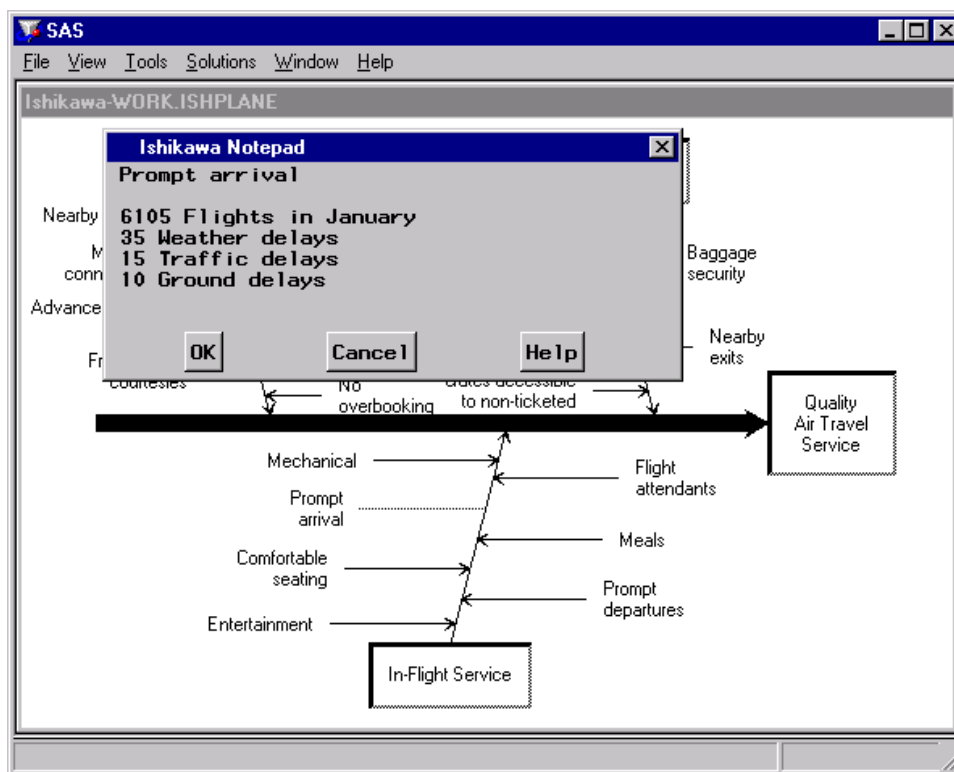 SAS
File View Tools Solutions Window Help
Ishikawa-WORK.ISHPLANE
Ishikawa Notepad
Prompt arrival
6105 Flights in January
35 Weather delays
15 Traffic delays
10 Ground delays
OK Cancel Help
Nearby
conn
Advance
Baggage
security
Nearby
exits
courtesies
No
overbooking
Gates accessible
to non-ticketed
Quality
Air Travel
Service
Mechanical
Flight
attendants
Prompt
arrival
Meals
Comfortable
seating
Prompt
departures
Entertainment
In-Flight Service